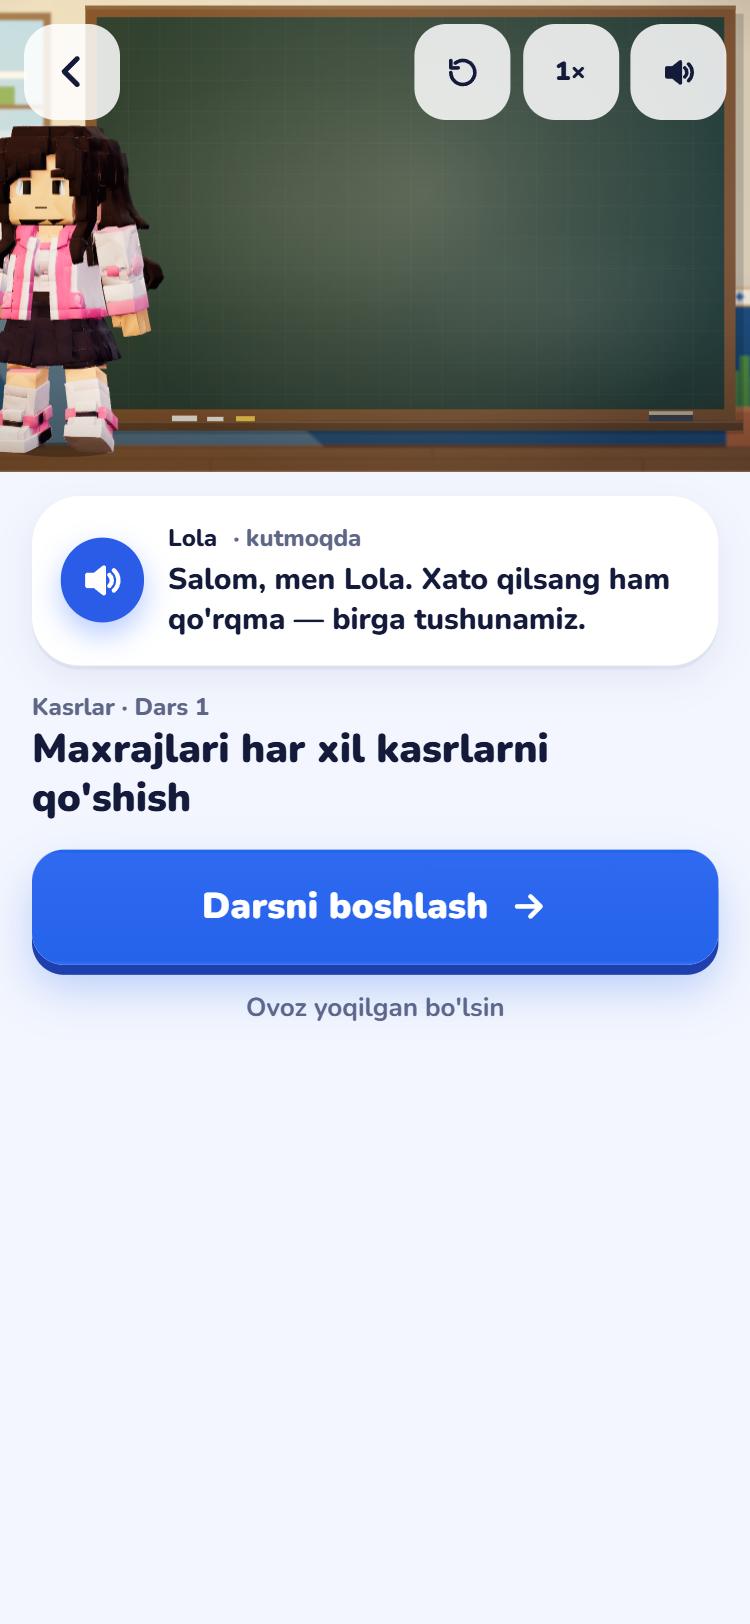 1×
Lola · kutmoqda
Salom, men Lola. Xato qilsang ham
qo'rqma — birga tushunamiz.
Kasrlar · Dars 1
Maxrajlari har xil kasrlarni
qo'shish
Darsni boshlash →
Ovoz yoqilgan bo'lsin